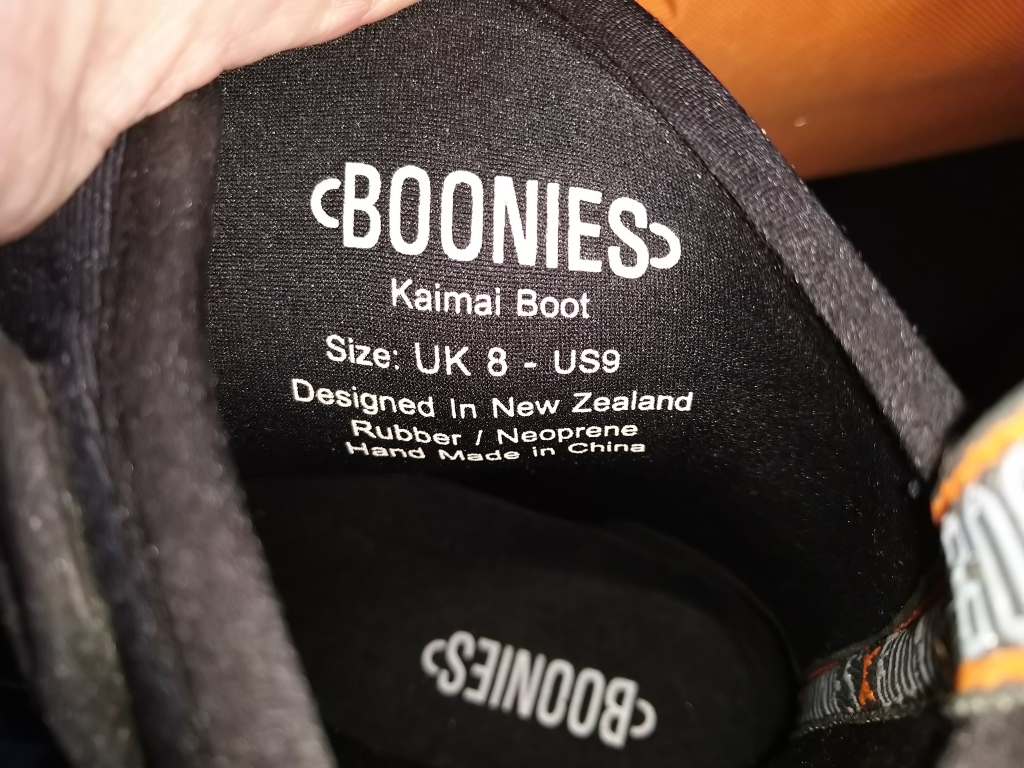 BOONIES
Kaimai Boot
Size: UK 8 - US9
Designed In New Zealand
Rubber / Neoprene
Hand Made in China
BOONIES